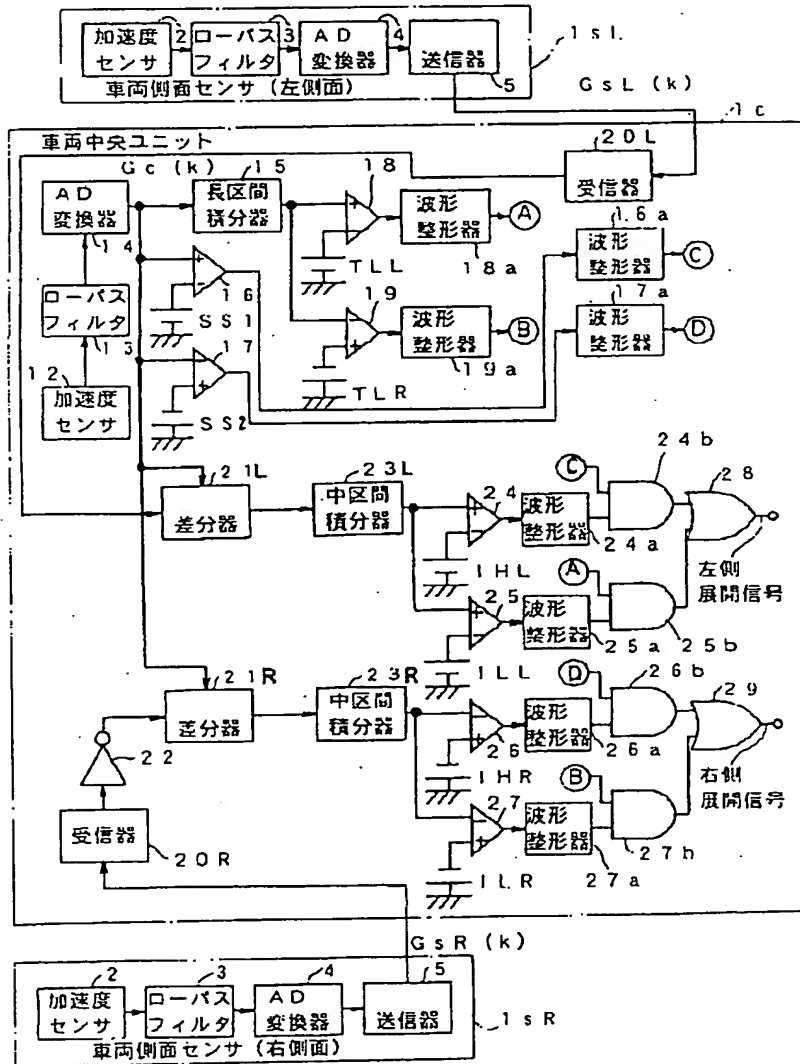 加速度
センサ
2
ローパス
フィルタ
3
AD
変換器
4
送信器
5
車両側面センサ(左側面)
1sL
GsL(k)
1c
車両中央ユニット
Gc(k)
AD
変換器
14
15
長区間
積分器
18
波形
整形器
18a
A
20L
受信器
16a
波形
整形器
C
TLL
16
SS1
19
波形
整形器
19a
B
17a
波形
整形器
D
ローパス
フィルタ
13
17
TLR
12
加速度
センサ
SS2
21L
差分器
23L
中区間
積分器
24
波形
整形器
24a
C
24b
28
IHL
左側
展開信号
A
25
波形
整形器
25a
25b
ILL
21R
差分器
23R
中区間
積分器
D
26b
26
波形
整形器
26a
29
IHR
右側
展開信号
22
B
27
波形
整形器
27a
27b
ILR
受信器
20R
GsR(k)
2
加速度
センサ
3
ローパス
フィルタ
4
AD
変換器
5
送信器
車両側面センサ(右側面)
1sR